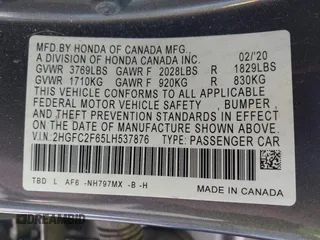 MFD.BY HONDA OF CANADA MFG.,
A DIVISION OF HONDA CANADA INC. 02/'20
GVWR 3769LBS GAWR F 2028LBS R 1829LBS
GVWR 1710KG GAWR F 920KG R 830KG
THIS VEHICLE CONFORMS TO ALL APPLICABLE
FEDERAL MOTOR VEHICLE SAFETY, BUMPER, AND
THEFT PREVENTION STANDARDS IN EFFECT ON THE
DATE OF MANUFACTURE SHOWN ABOVE.
VIN: 2HGFC2F65LH537876 TYPE: PASSENGER CAR
TBD L AF6 -NH797MX -B -H
MADE IN CANADA
© DREAMBID